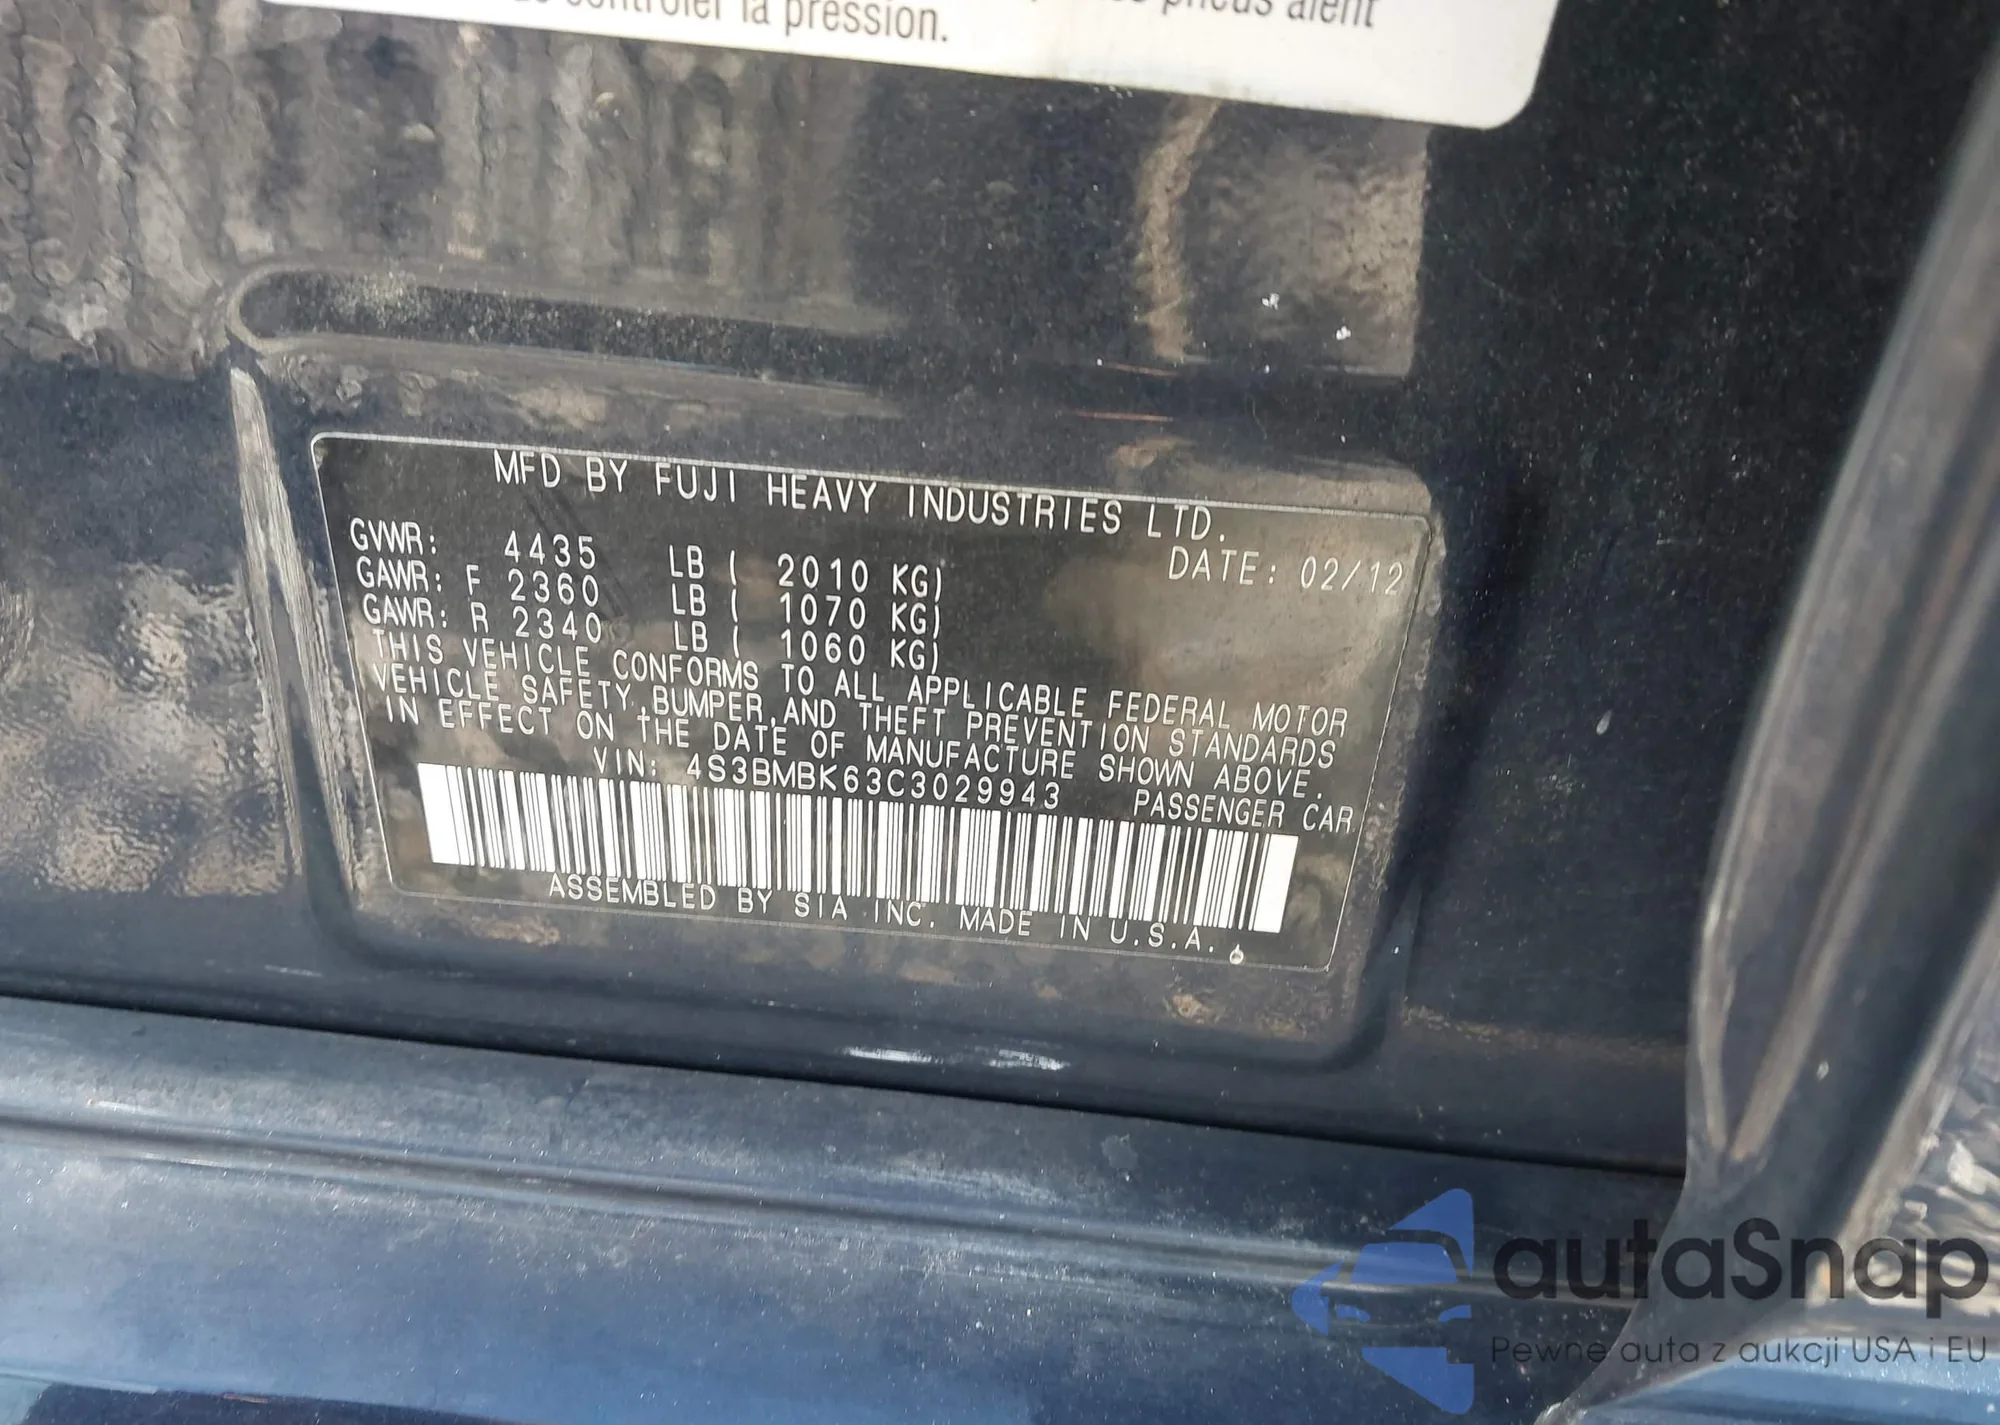 contrôler la pression.
pneus aient
MFD BY FUJI HEAVY INDUSTRIES LTD.
GVWR: 4435 LB ( 2010 KG) DATE: 02/12
GAWR: F 2360 LB ( 1070 KG)
GAWR: R 2340 LB ( 1060 KG)
THIS VEHICLE CONFORMS TO ALL APPLICABLE FEDERAL MOTOR
VEHICLE SAFETY, BUMPER, AND THEFT PREVENTION STANDARDS
IN EFFECT ON THE DATE OF MANUFACTURE SHOWN ABOVE.
VIN: 4S3BMBK63C3029943 PASSENGER CAR
ASSEMBLED BY SIA INC. MADE IN U.S.A.
autaSnap
Pewne auta z aukcji USA i EU